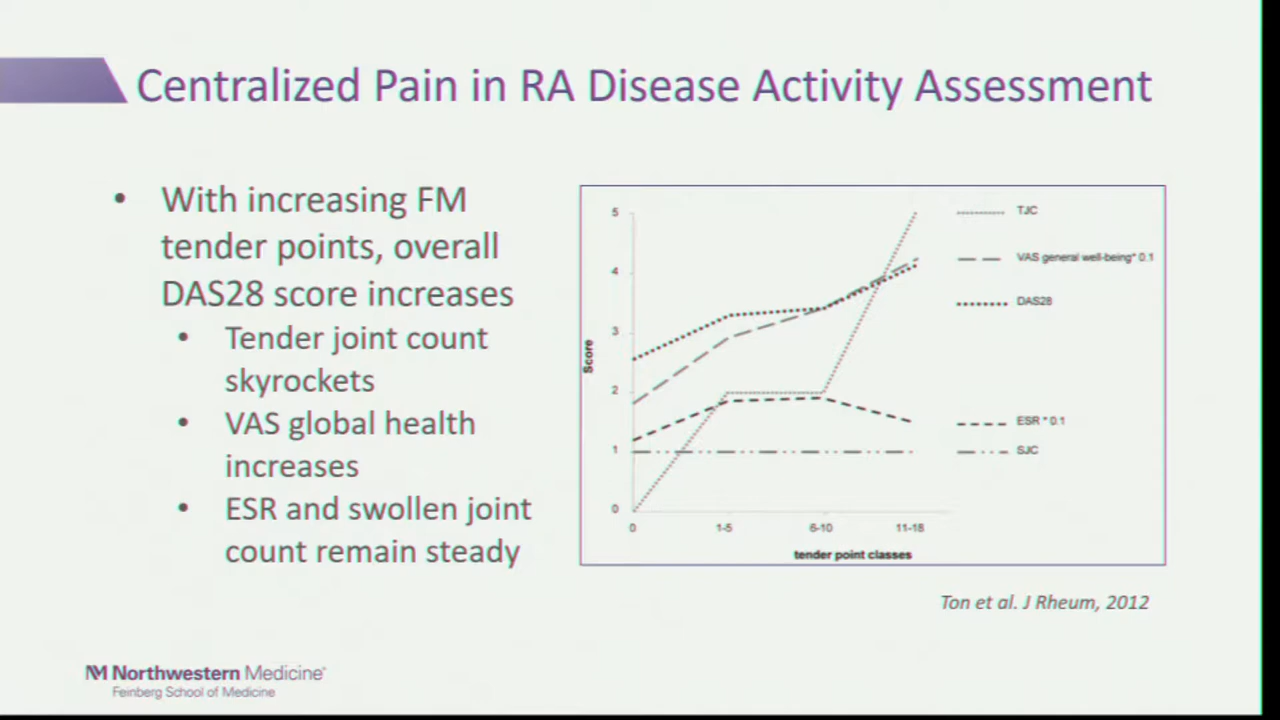 Centralized Pain in RA Disease Activity Assessment
• With increasing FM
tender points, overall
DAS28 score increases
• Tender joint count
skyrockets
• VAS global health
increases
• ESR and swollen joint
count remain steady
5
4
3
2
1
0
Score
0 1-5 6-10 11-18
tender point classes
TJC
VAS general well-being* 0.1
DAS28
ESR * 0.1
SJC
Ton et al. J Rheum, 2012
NM Northwestern Medicine®
Feinberg School of Medicine